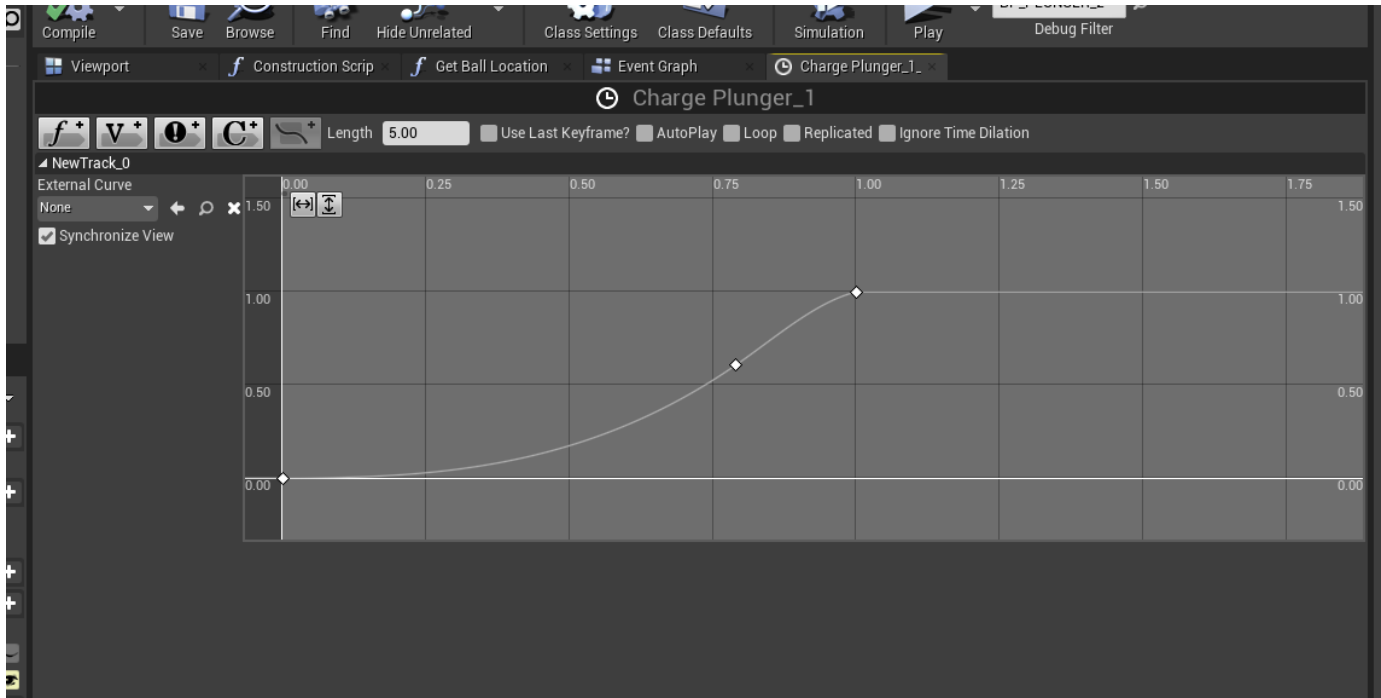 Compile Save Browse Find Hide Unrelated Class Settings Class Defaults Simulation Play Debug Filter
Viewport Construction Scrip Get Ball Location Event Graph Charge Plunger_1_
Charge Plunger_1
f+ V+ !+ C+ Length 5.00 Use Last Keyframe? AutoPlay Loop Replicated Ignore Time Dilation
NewTrack_0
External Curve 0.00 0.25 0.50 0.75 1.00 1.25 1.50 1.75
None 1.50 1.50
Synchronize View
1.00 1.00
0.50 0.50
0.00 0.00